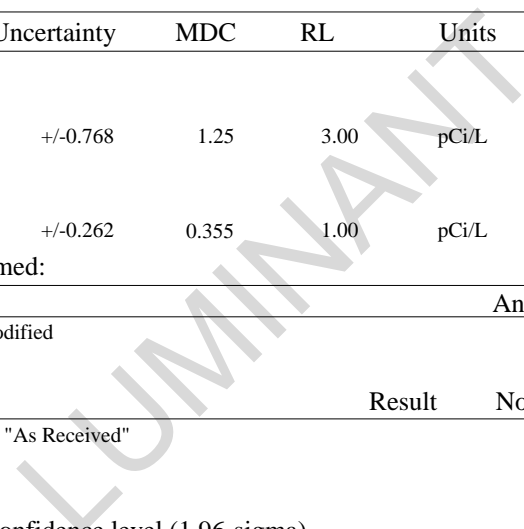 Uncertainty MDC RL Units
+/-0.768 1.25 3.00 pCi/L
+/-0.262 0.355 1.00 pCi/L
med:
An
odified
Result No
"As Received"
onfidence level (1.96-sigma)
LUMINANT